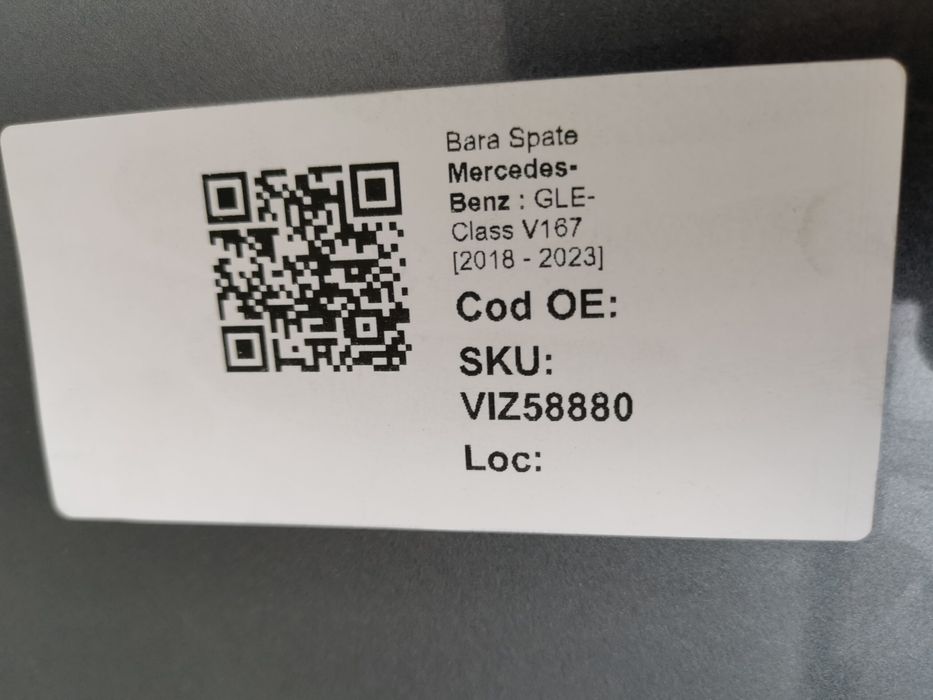 Bara Spate
Mercedes-
Benz : GLE-
Class V167
[2018 - 2023]
Cod OE:
SKU:
VIZ58880
Loc: